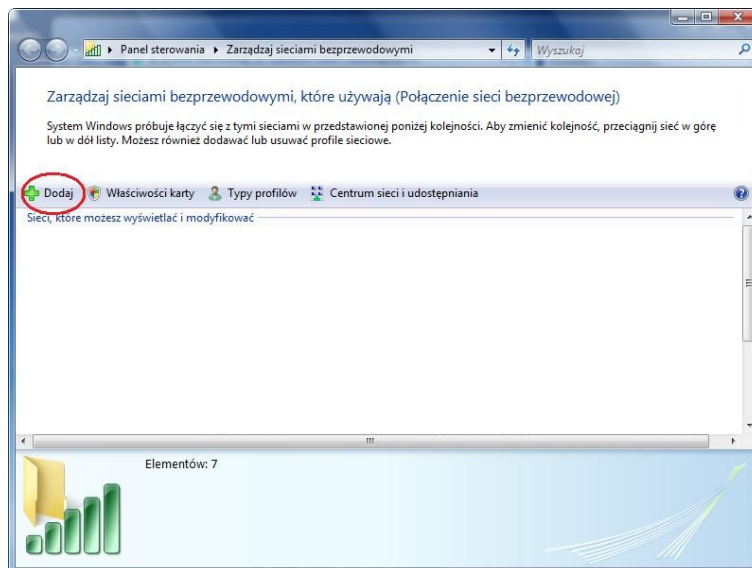 Panel sterowania Zarządzaj sieciami bezprzewodowymi
Wyszukaj
Zarządzaj sieciami bezprzewodowymi, które używają (Połączenie sieci bezprzewodowej)
System Windows próbuje łączyć się z tymi sieciami w przedstawionej poniżej kolejności. Aby zmienić kolejność, przeciągnij sieć w górę
lub w dół listy. Możesz również dodawać lub usuwać profile sieciowe.
Dodaj Właściwości karty Typy profilów Centrum sieci i udostępniania
Sieci, które możesz wyświetlać i modyfikować
Elementów: 7